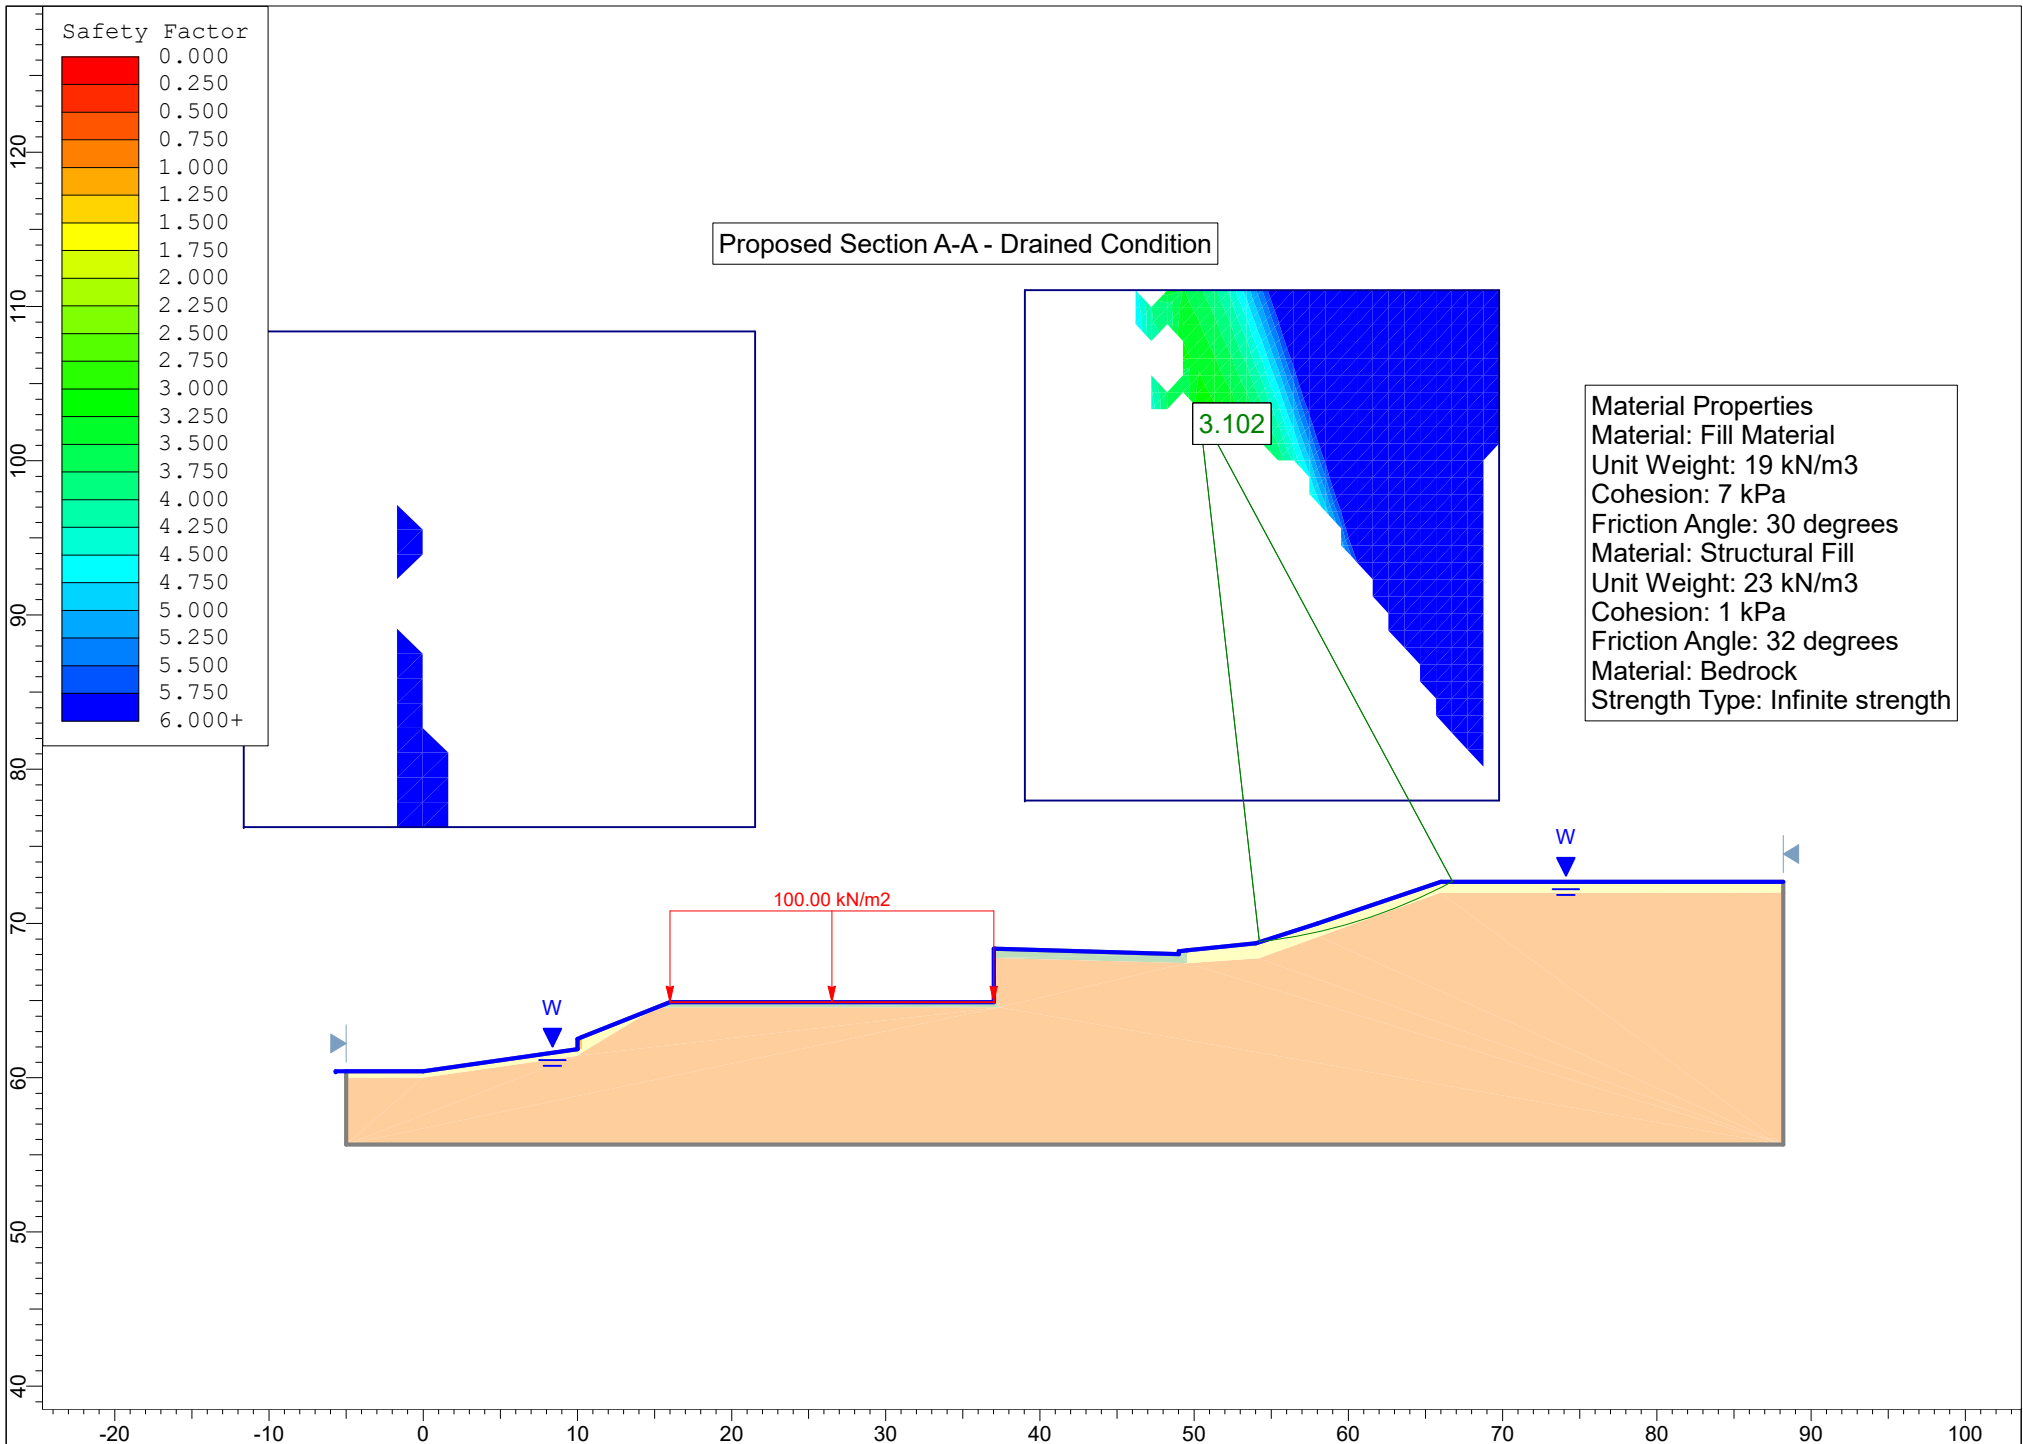 Safety Factor
0.000
0.250
0.500
0.750
1.000
1.250
1.500
1.750
2.000
2.250
2.500
2.750
3.000
3.250
3.500
3.750
4.000
4.250
4.500
4.750
5.000
5.250
5.500
5.750
6.000+
Proposed Section A-A - Drained Condition
3.102
Material Properties
Material: Fill Material
Unit Weight: 19 kN/m3
Cohesion: 7 kPa
Friction Angle: 30 degrees
Material: Structural Fill
Unit Weight: 23 kN/m3
Cohesion: 1 kPa
Friction Angle: 32 degrees
Material: Bedrock
Strength Type: Infinite strength
W
100.00 kN/m2
W
120
110
100
90
80
70
60
50
40
-20 -10 0 10 20 30 40 50 60 70 80 90 100